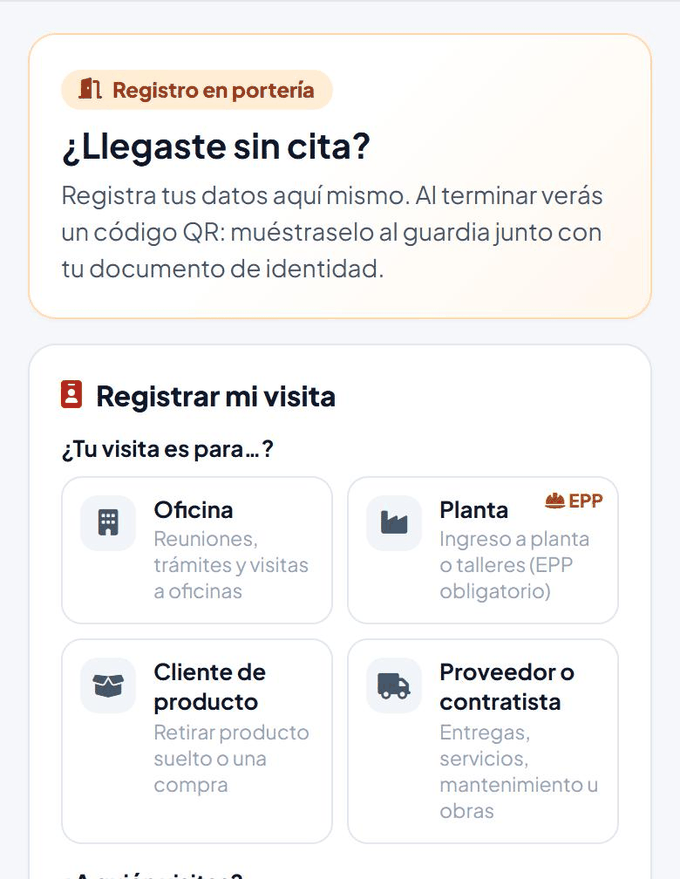 Registro en portería
¿Llegaste sin cita?
Registra tus datos aquí mismo. Al terminar verás
un código QR: muéstraselo al guardia junto con
tu documento de identidad.
Registrar mi visita
¿Tu visita es para…?
Oficina
Reuniones,
trámites y visitas
a oficinas
Planta
EPP
Ingreso a planta
o talleres (EPP
obligatorio)
Cliente de
producto
Retirar producto
suelto o una
compra
Proveedor o
contratista
Entregas,
servicios,
mantenimiento u
obras